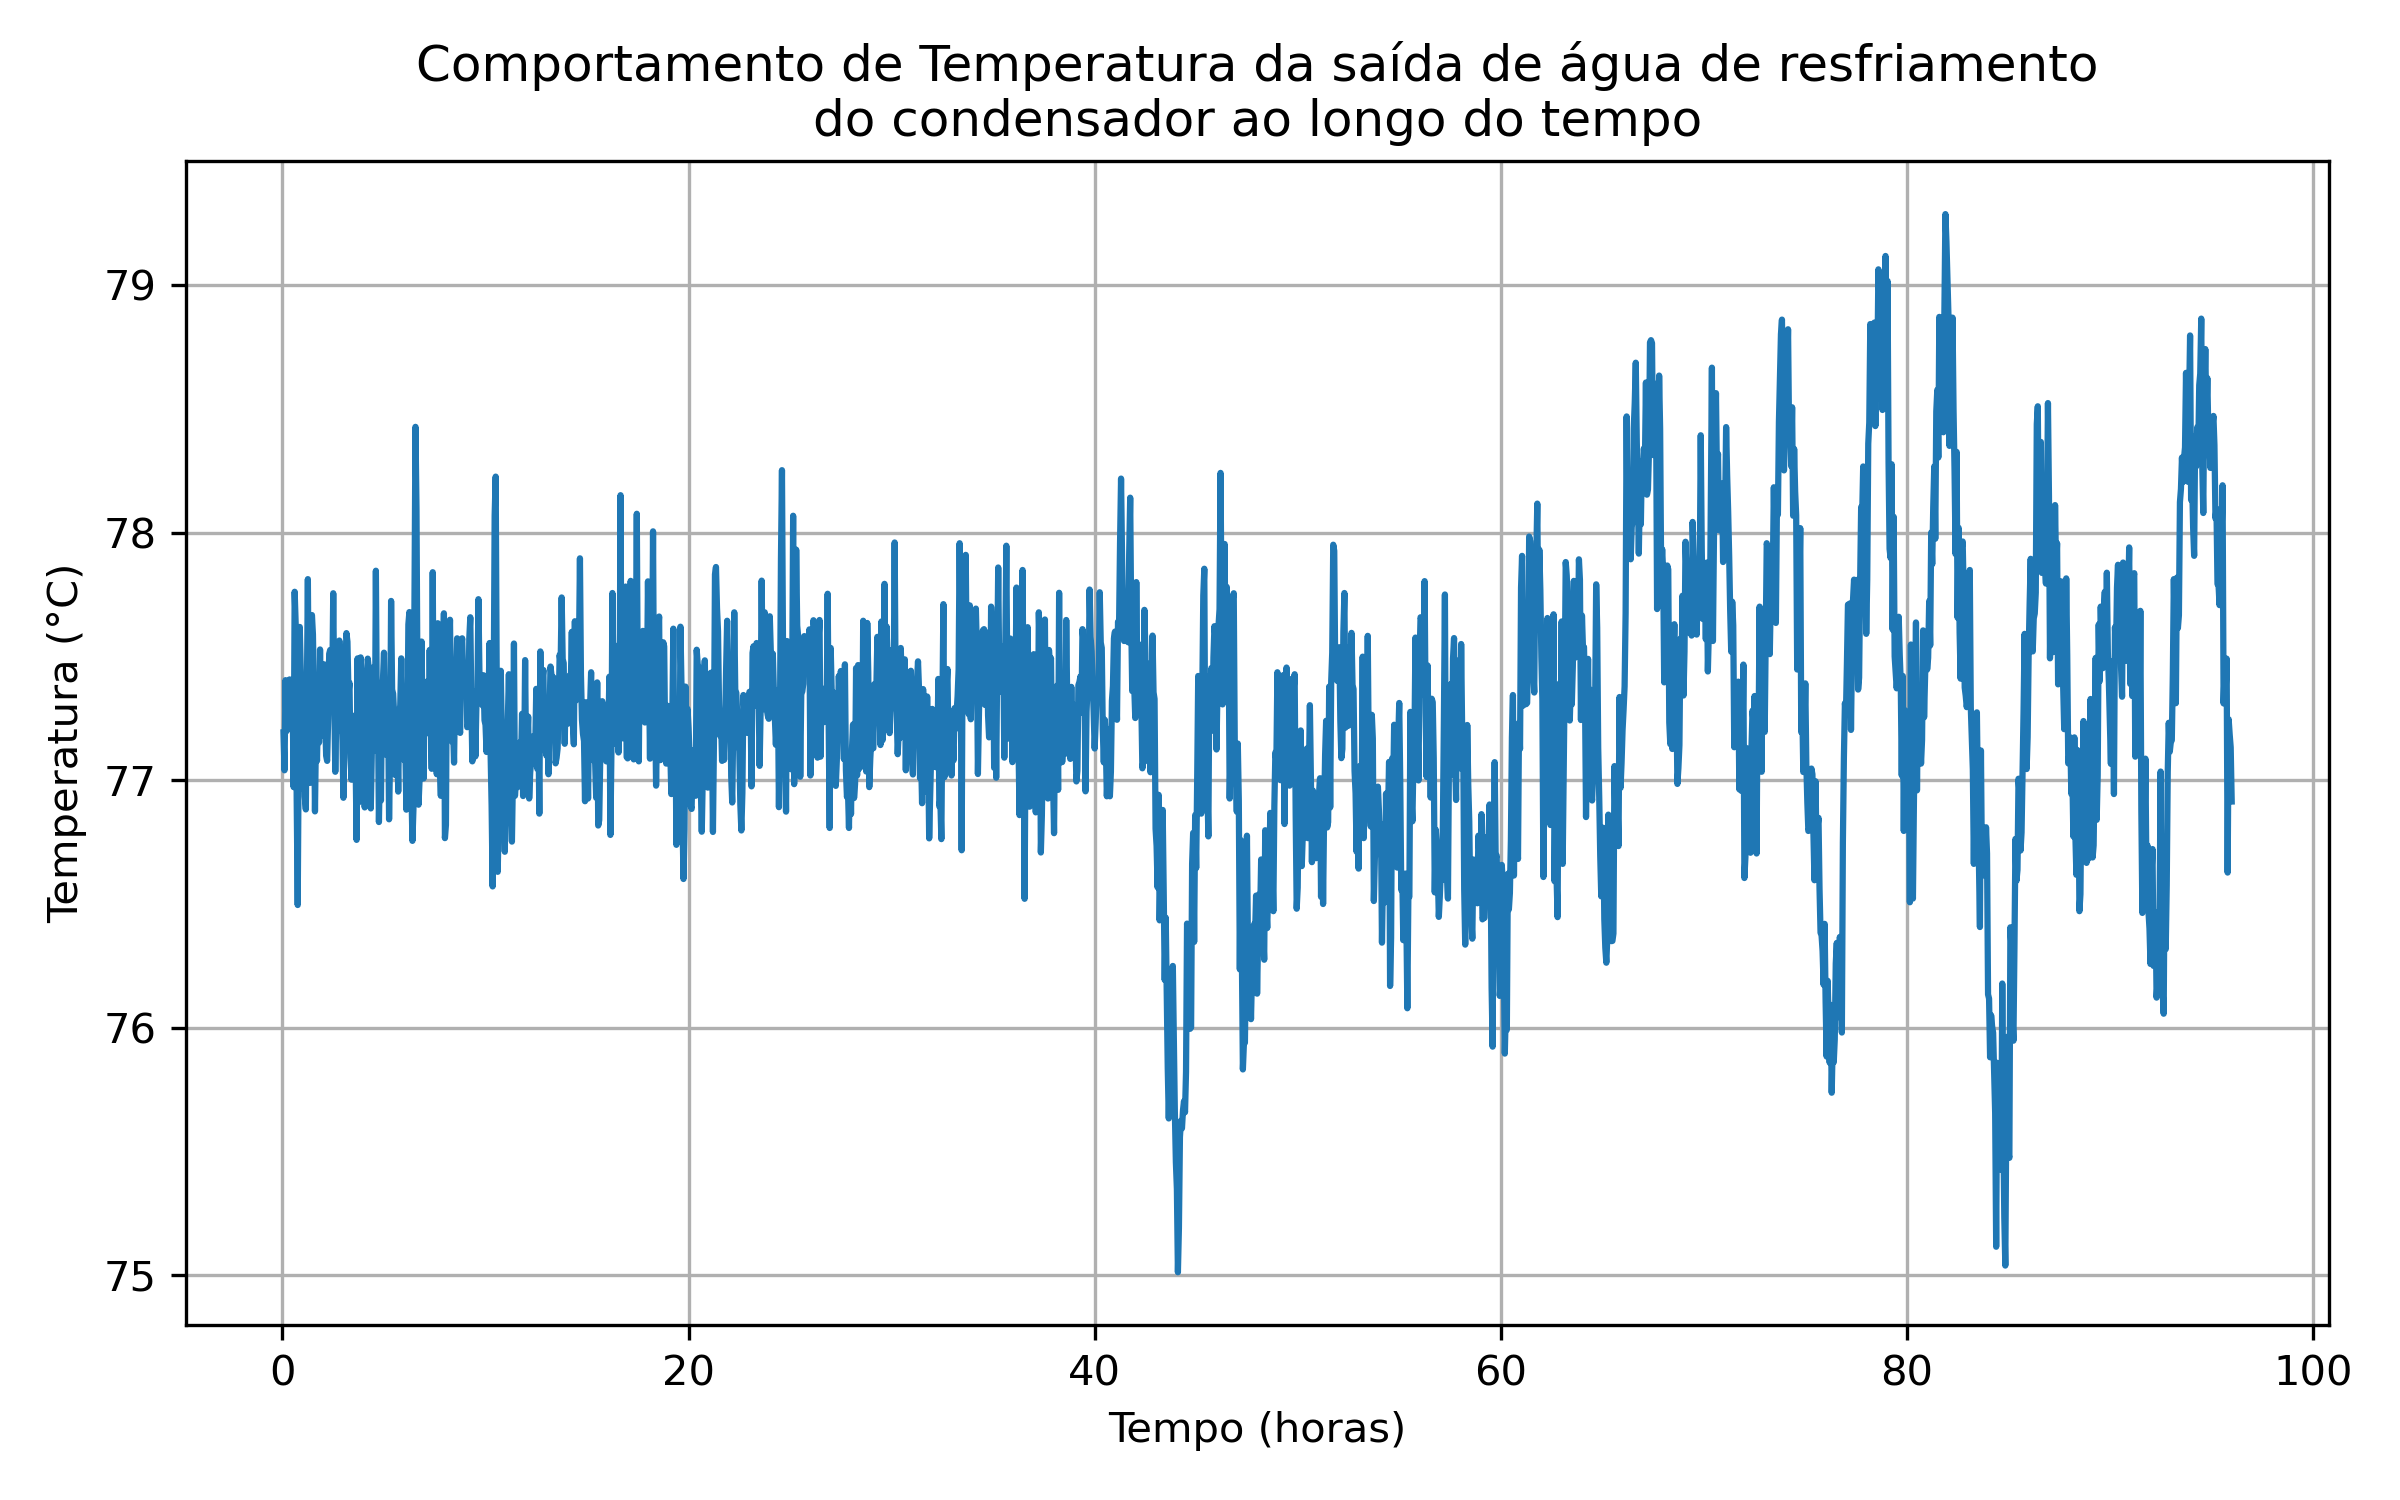 Comportamento de Temperatura da saída de água de resfriamento
do condensador ao longo do tempo
79
78
77
76
75
Temperatura (°C)
0 20 40 60 80 100
Tempo (horas)